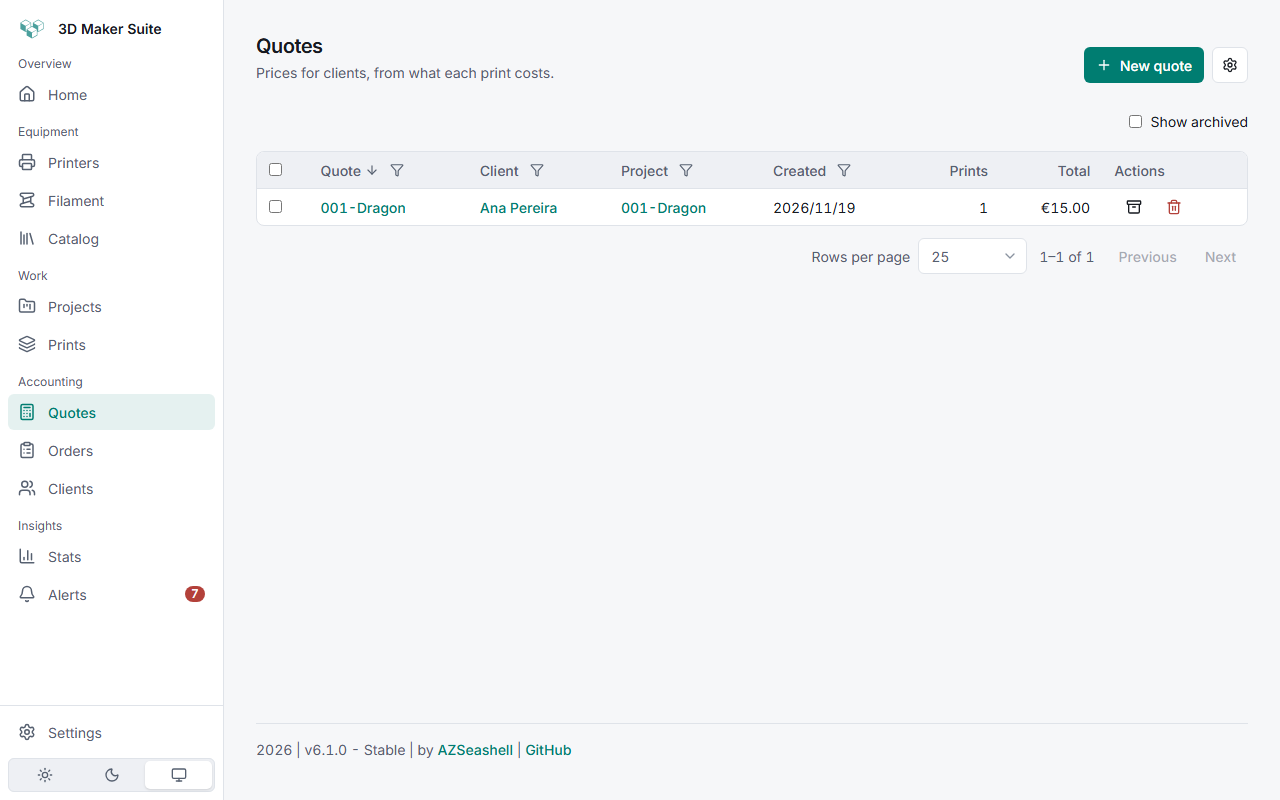 3D Maker Suite
Overview
Home
Equipment
Printers
Filament
Catalog
Work
Projects
Prints
Accounting
Quotes
Orders
Clients
Insights
Stats
Alerts 7
Settings
Quotes
Prices for clients, from what each print costs.
New quote
Show archived
Quote Client Project Created Prints Total Actions
001-Dragon Ana Pereira 001-Dragon 2026/11/19 1 €15.00
Rows per page 25 1–1 of 1 Previous Next
2026 | v6.1.0 - Stable | by AZSeashell | GitHub